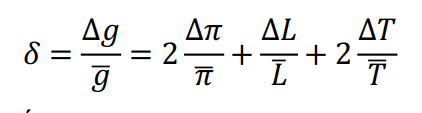 δ = Δg/g̅ = 2 Δπ/π̅ + ΔL/L̅ + 2 ΔT/T̅